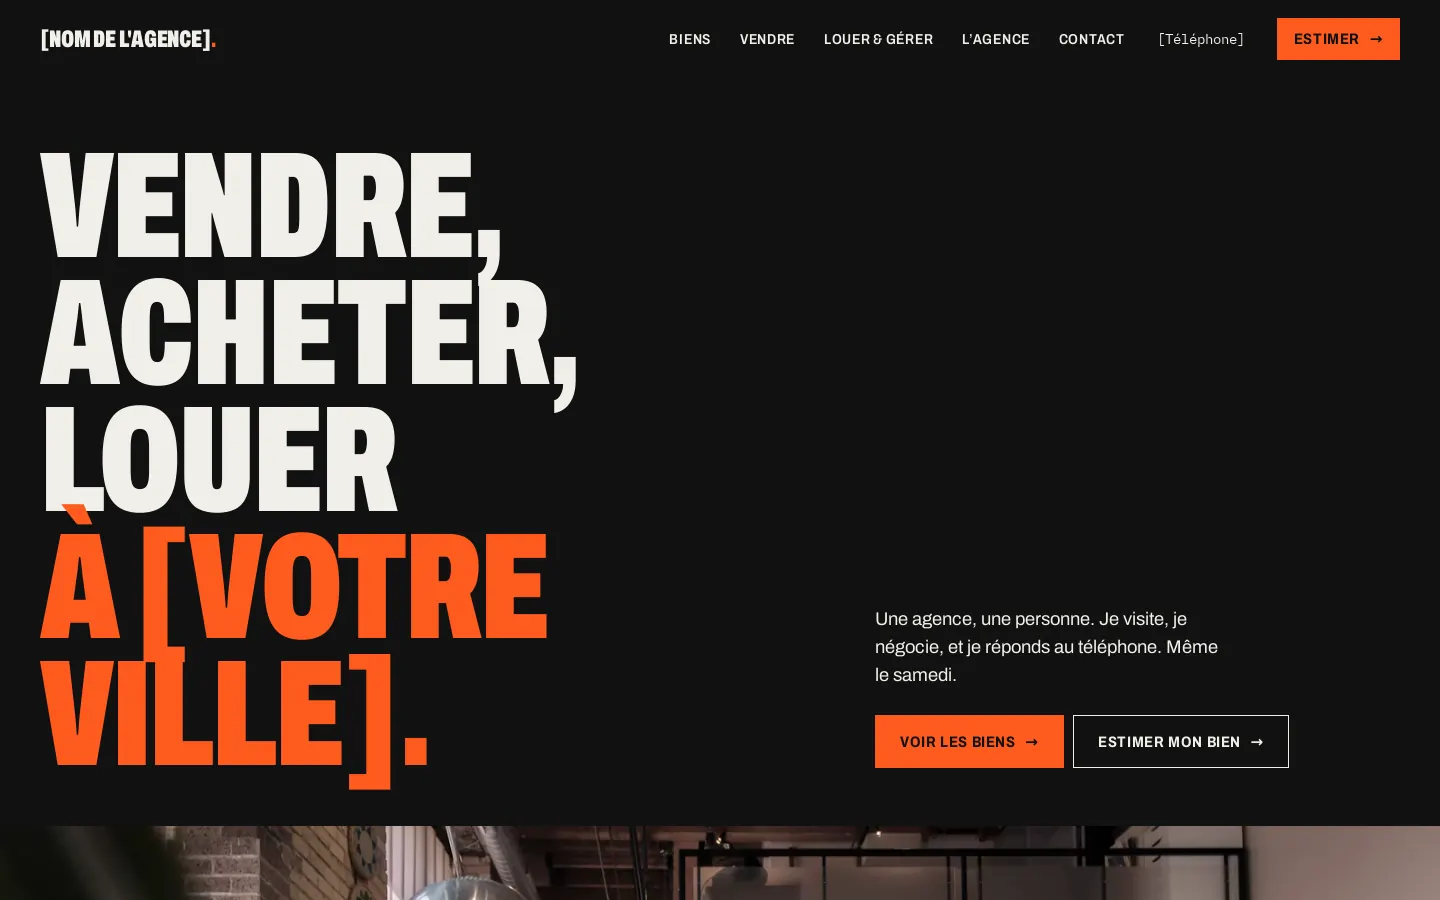 [NOM DE L'AGENCE].
BIENS
VENDRE
LOUER & GÉRER
L’AGENCE
CONTACT
[Téléphone]
ESTIMER →
VENDRE,
ACHETER,
LOUER
À [VOTRE
VILLE].
Une agence, une personne. Je visite, je
négocie, et je réponds au téléphone. Même
le samedi.
VOIR LES BIENS →
ESTIMER MON BIEN →